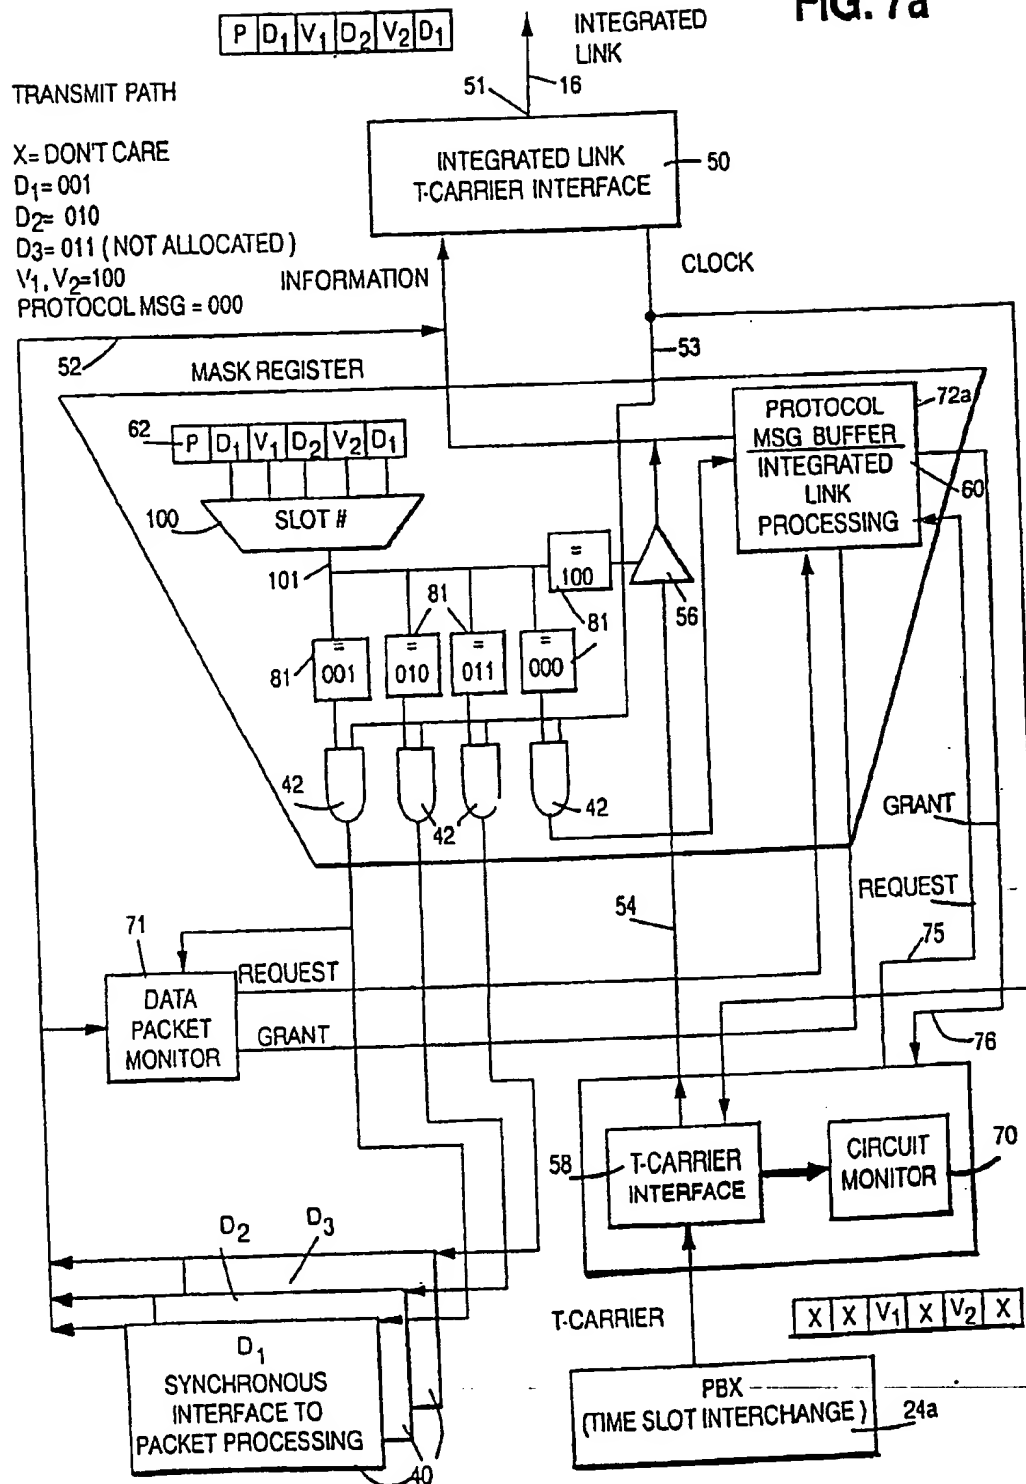 FIG. 7a
P D₁ V₁ D₂ V₂ D₁
INTEGRATED
LINK
TRANSMIT PATH
51
16
X= DON'T CARE
D₁= 001
D₂= 010
D₃= 011 ( NOT ALLOCATED )
V₁, V₂=100
PROTOCOL MSG = 000
INTEGRATED LINK
T-CARRIER INTERFACE
50
INFORMATION
CLOCK
52
53
MASK REGISTER
62
P D₁ V₁ D₂ V₂ D₁
PROTOCOL
MSG BUFFER
INTEGRATED
LINK
PROCESSING
72a
60
100
SLOT #
101
=
100
56
81
81
81
=
001
=
010
=
011
=
000
42
42
42
GRANT
REQUEST
54
75
71
DATA
PACKET
MONITOR
REQUEST
GRANT
76
58
T-CARRIER
INTERFACE
CIRCUIT
MONITOR
70
D₂
D₃
T-CARRIER
X X V₁ X V₂ X
D₁
SYNCHRONOUS
INTERFACE TO
PACKET PROCESSING
40
PBX
(TIME SLOT INTERCHANGE )
24a